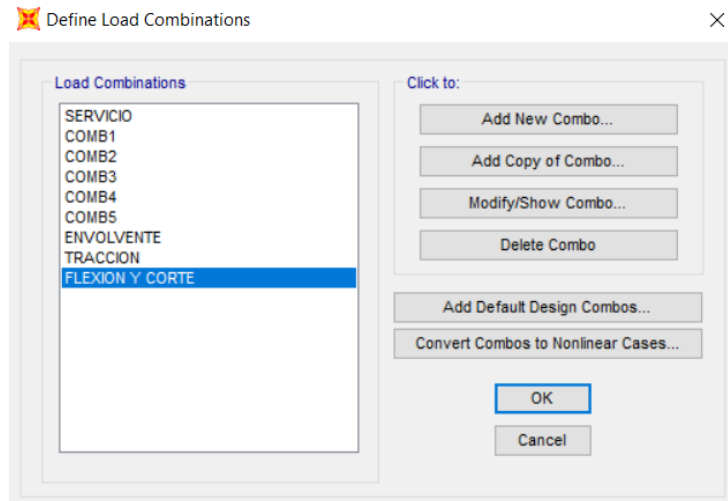 Define Load Combinations
Load Combinations
SERVICIO
COMB1
COMB2
COMB3
COMB4
COMB5
ENVOLVENTE
TRACCION
FLEXION Y CORTE
Click to:
Add New Combo...
Add Copy of Combo...
Modify/Show Combo...
Delete Combo
Add Default Design Combos...
Convert Combos to Nonlinear Cases...
OK
Cancel